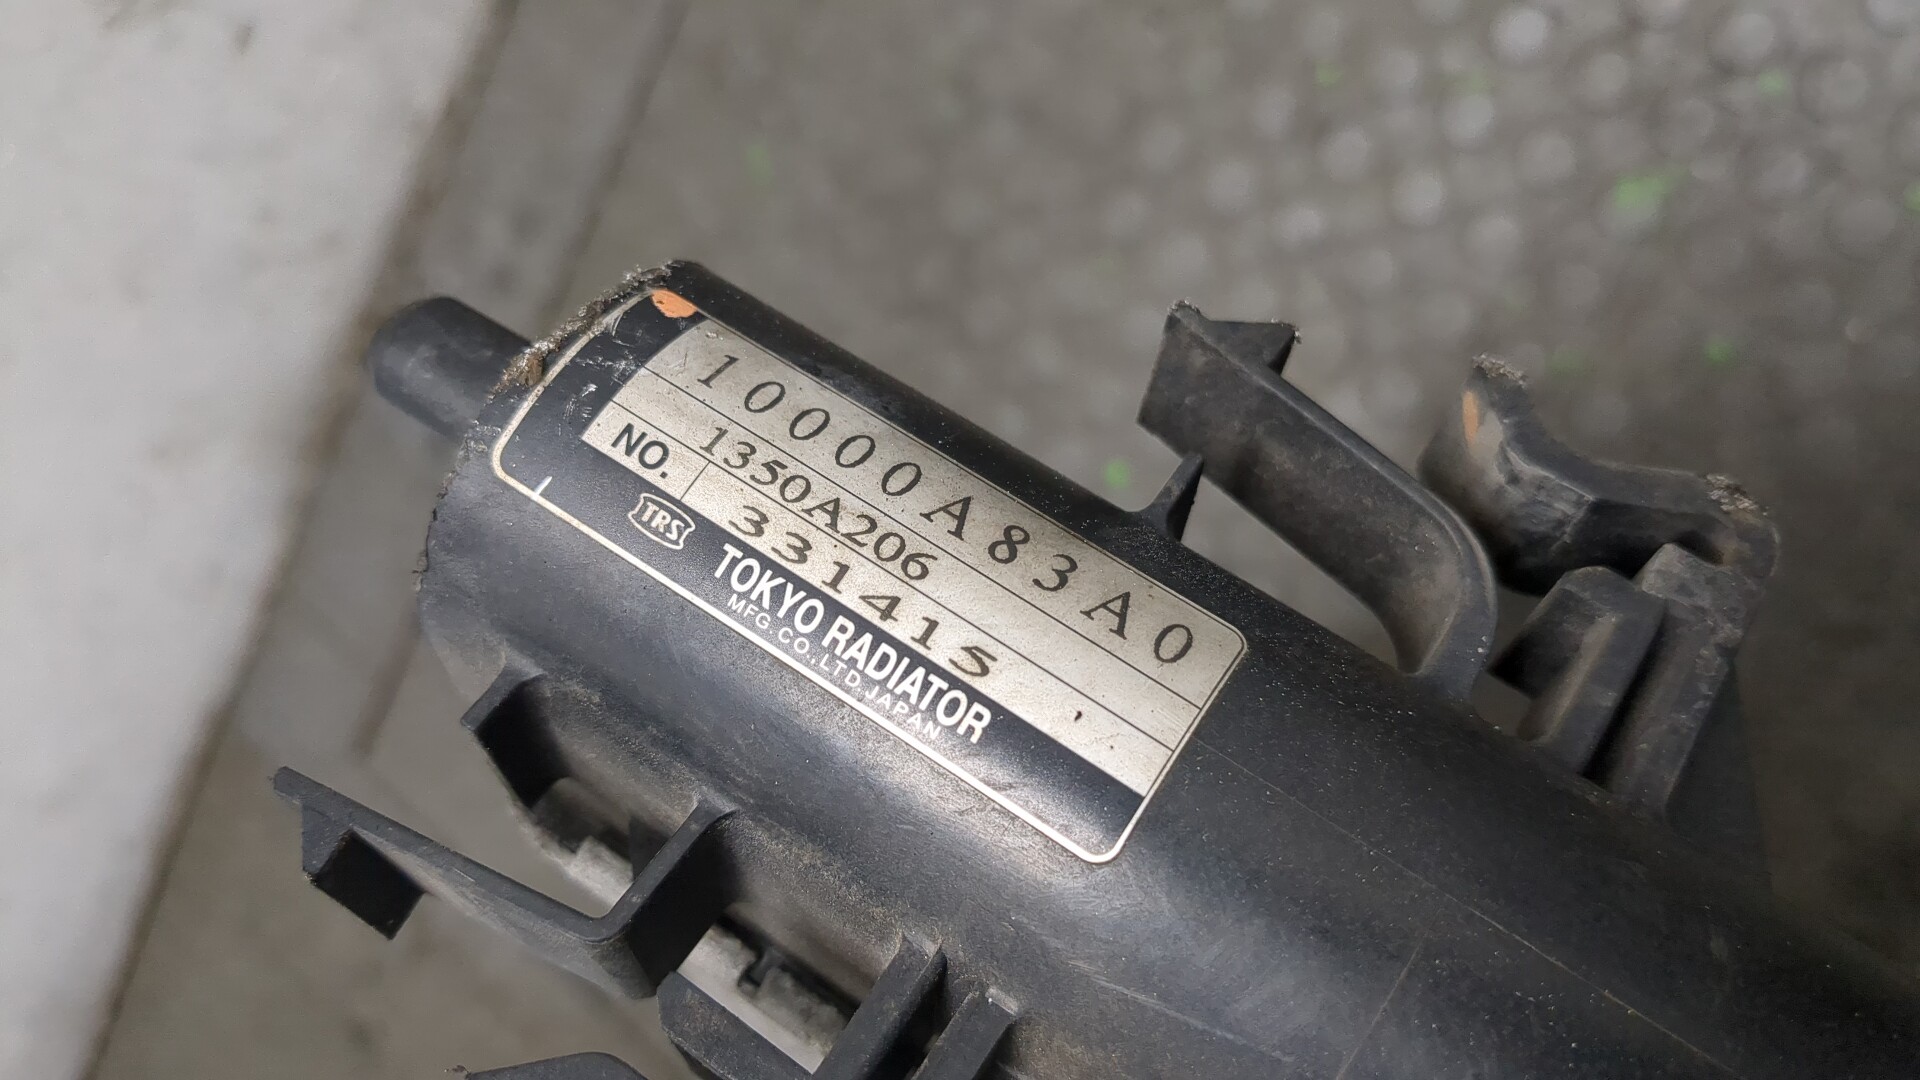 10000A83A0
1350A206
NO. 331415
TRS TOKYO RADIATOR
MFG.CO.,LTD.JAPAN